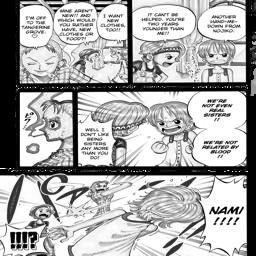 ANOTHER
HAND-ME-
DOWN FROM
NOJIKO.
IT CAN'T
BE HELPED. YOU'RE
TWO YEARS
YOUNGER THAN
ME!!
I WANT
NEW
CLOTHES,
TOO!!
MINE AREN'T
NEW!! AND
WHICH WOULD
YOU RATHER
HAVE, NEW
CLOTHES OR
FOOD?!
I'M OFF
TO THE
TANGERINE
GROVE.
WE'RE
NOT EVEN
REAL
SISTERS
!!
WE'RE NOT
RELATED BY
BLOOD
!!
WELL, I
DON'T LIKE
BEING
SISTERS ANY
MORE THAN
YOU DO!
NAMI
!!!!
!!!?